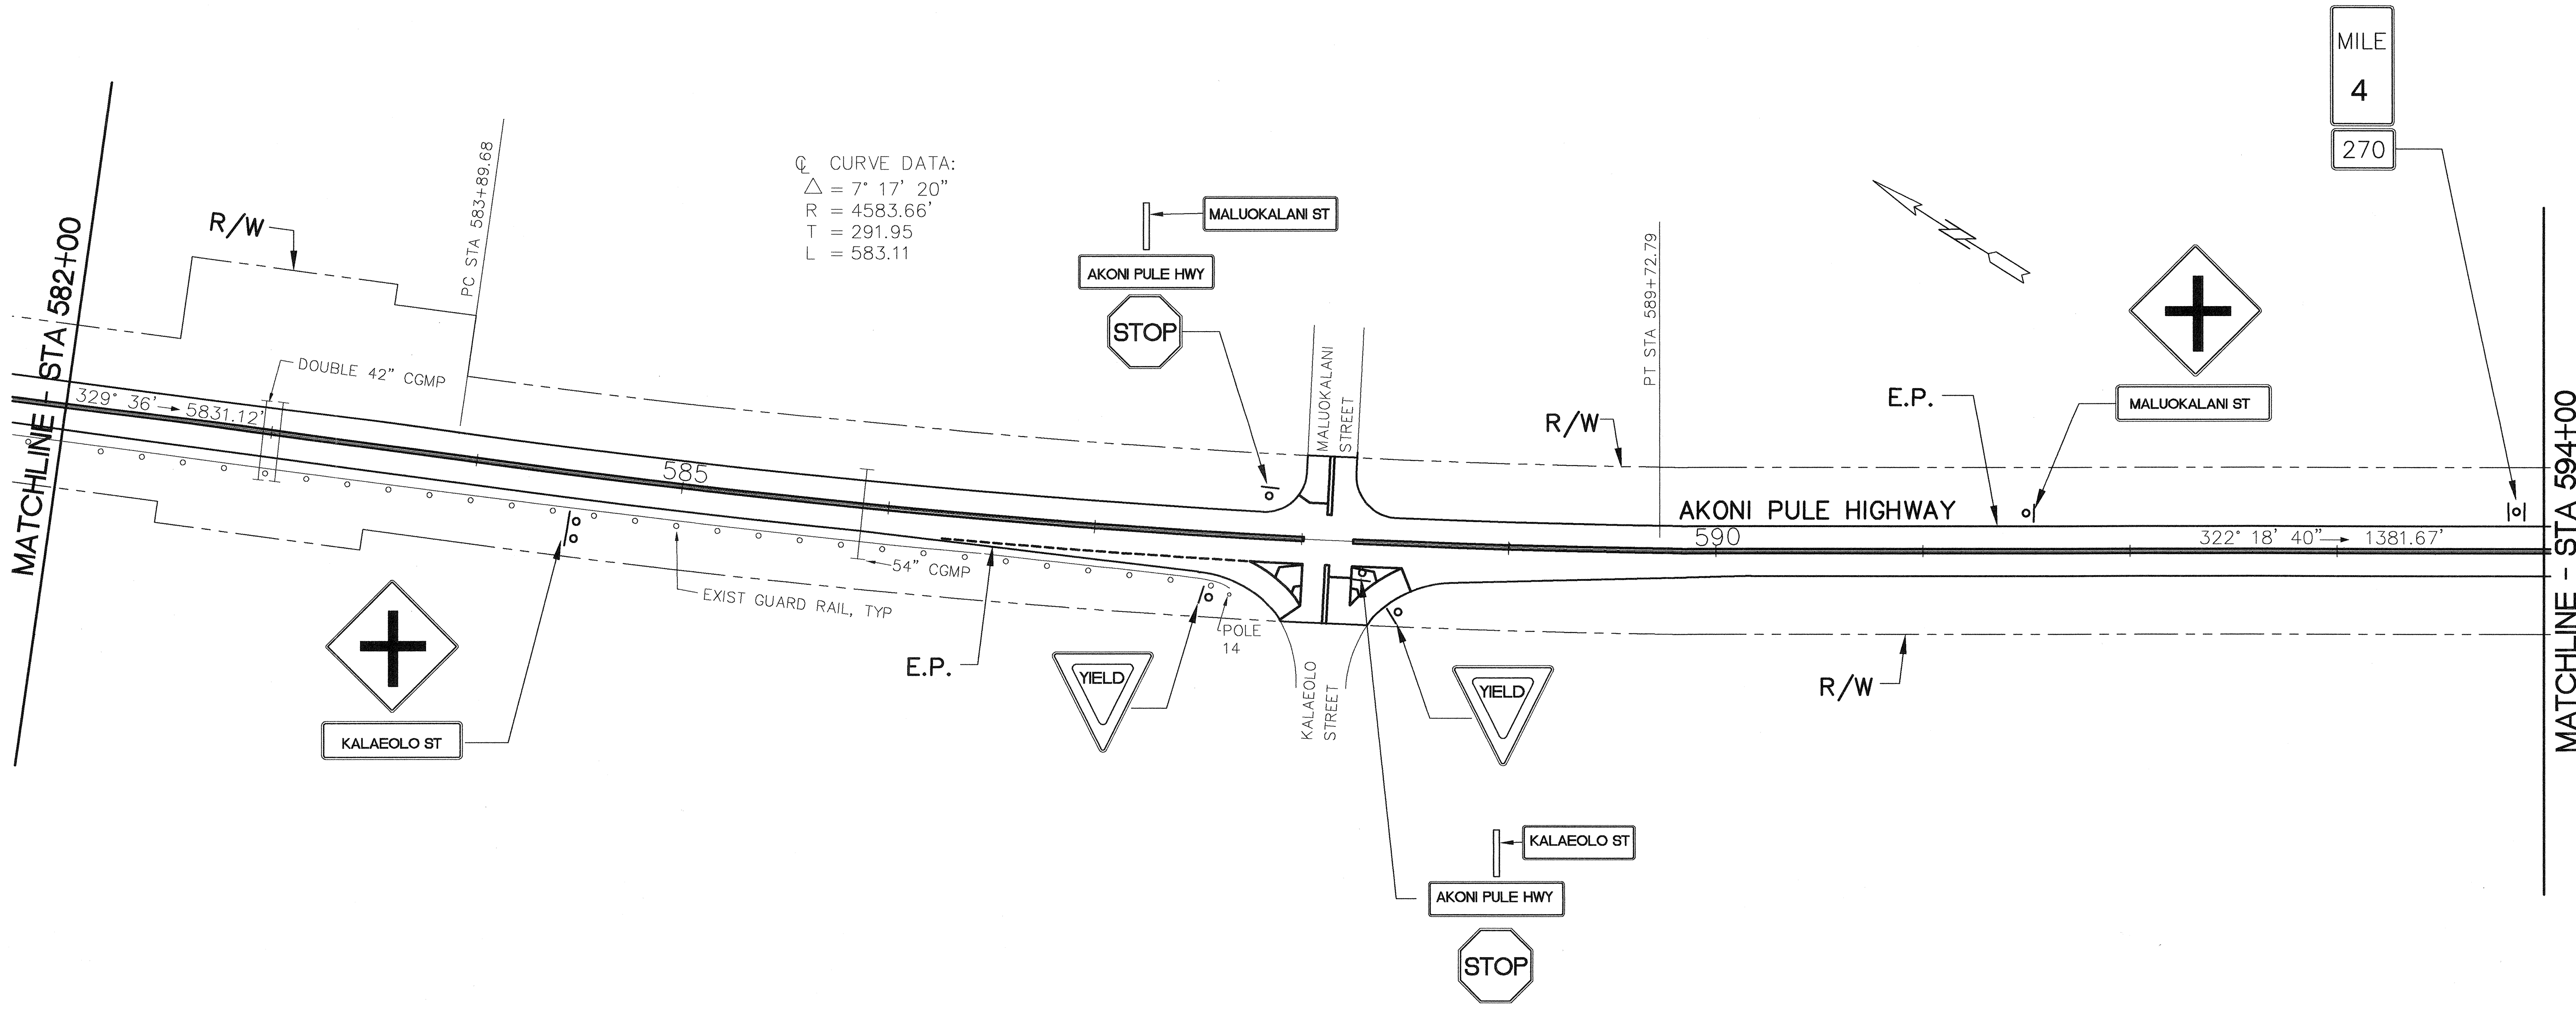 MILE
4
270
MATCHLINE - STA 582+00
R/W
PC STA 583+89.68
℄ CURVE DATA:
△ = 7° 17' 20"
R = 4583.66'
T = 291.95
L = 583.11
MALUOKALANI ST
AKONI PULE HWY
STOP
DOUBLE 42" CGMP
329° 36' 5831.12'
585
54" CGMP
EXIST GUARD RAIL, TYP
MALUOKALANI
STREET
PT STA 589+72.79
R/W
E.P.
MALUOKALANI ST
AKONI PULE HIGHWAY
590
322° 18' 40" 1381.67'
MATCHLINE - STA 594+00
KALAEOLO ST
E.P.
POLE
14
YIELD
KALAEOLO
STREET
YIELD
R/W
KALAEOLO ST
AKONI PULE HWY
STOP